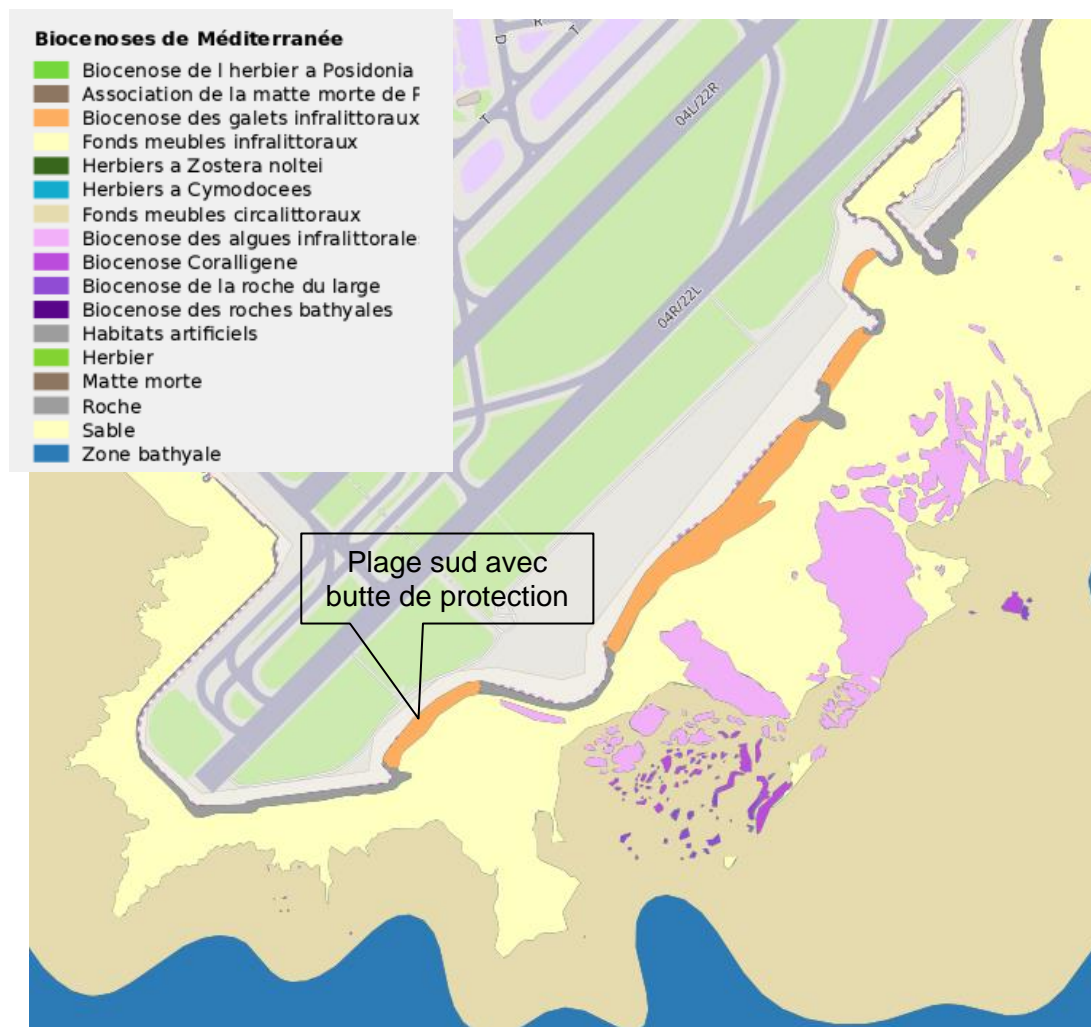 Biocenoses de Méditerranée
Biocenose de l herbier a Posidonia
Association de la matte morte de F
Biocenose des galets infralittoraux
Fonds meubles infralittoraux
Herbiers a Zostera noltei
Herbiers a Cymodocees
Fonds meubles circalittoraux
Biocenose des algues infralittorale
Biocenose Coralligene
Biocenose de la roche du large
Biocenose des roches bathyales
Habitats artificiels
Herbier
Matte morte
Roche
Sable
Zone bathyale
D
R
T
T
04L/22R
04R/22L
Plage sud avec
butte de protection